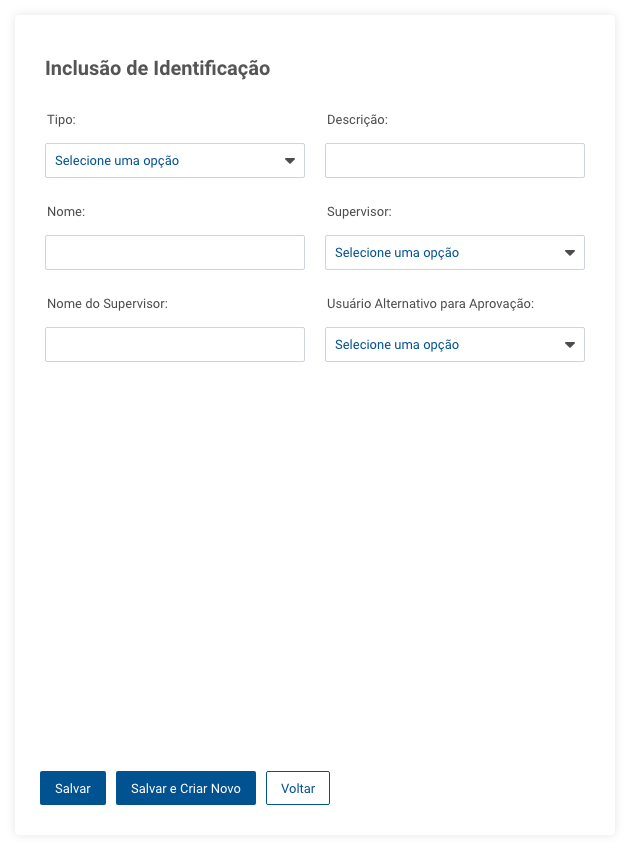 Inclusão de Identificação
Tipo:
Descrição:
Selecione uma opção
Nome:
Supervisor:
Selecione uma opção
Nome do Supervisor:
Usuário Alternativo para Aprovação:
Selecione uma opção
Salvar
Salvar e Criar Novo
Voltar